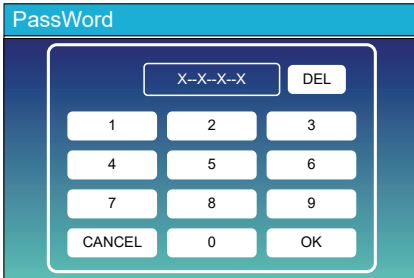 PassWord
X--X--X--X DEL
1 2 3
4 5 6
7 8 9
CANCEL 0 OK